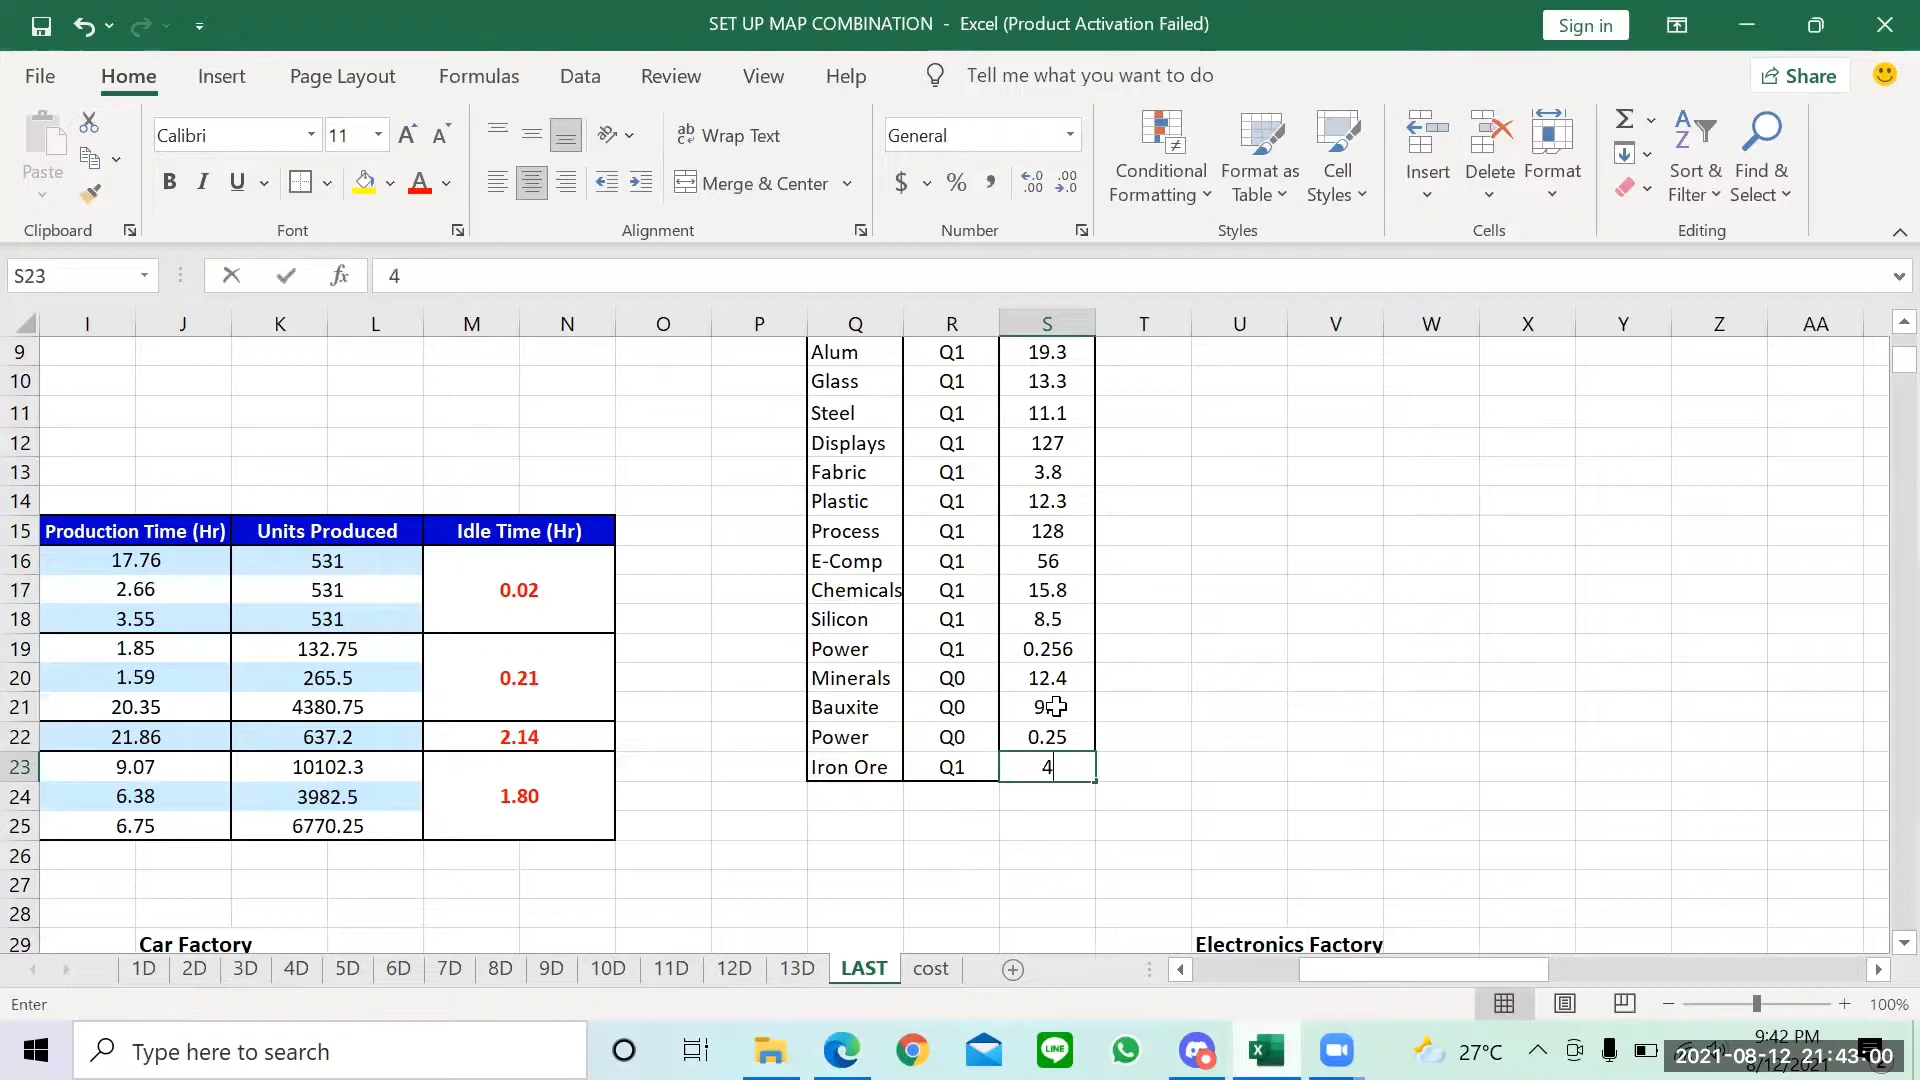 SET UP MAP COMBINATION - Excel (Product Activation Failed)
Sign in
File Home Insert Page Layout Formulas Data Review View Help Tell me what you want to do Share
Paste
Calibri 11
B I U
Wrap Text
Merge & Center
General
$ % ,
Conditional Formatting
Format as Table
Cell Styles
Insert
Delete
Format
Sort & Filter
Find & Select
Clipboard Font Alignment Number Styles Cells Editing
S23 fx 4
I J K L M N O P Q R S T U V W X Y Z AA
9 Alum Q1 19.3
10 Glass Q1 13.3
11 Steel Q1 11.1
12 Displays Q1 127
13 Fabric Q1 3.8
14 Plastic Q1 12.3
15 Production Time (Hr) Units Produced Idle Time (Hr) Process Q1 128
16 17.76 531 E-Comp Q1 56
17 2.66 531 0.02 Chemicals Q1 15.8
18 3.55 531 Silicon Q1 8.5
19 1.85 132.75 Power Q1 0.256
20 1.59 265.5 0.21 Minerals Q0 12.4
21 20.35 4380.75 Bauxite Q0
22 21.86 637.2 2.14 Power Q0 0.25
23 9.07 10102.3 Iron Ore Q1 4
24 6.38 3982.5 1.80
25 6.75 6770.25
26
27
28
29 Car Factory Electronics Factory
1D 2D 3D 4D 5D 6D 7D 8D 9D 10D 11D 12D 13D LAST cost
Enter 100%
Type here to search
LINE
27°C
9:42 PM
2021-08-12 21:43:00